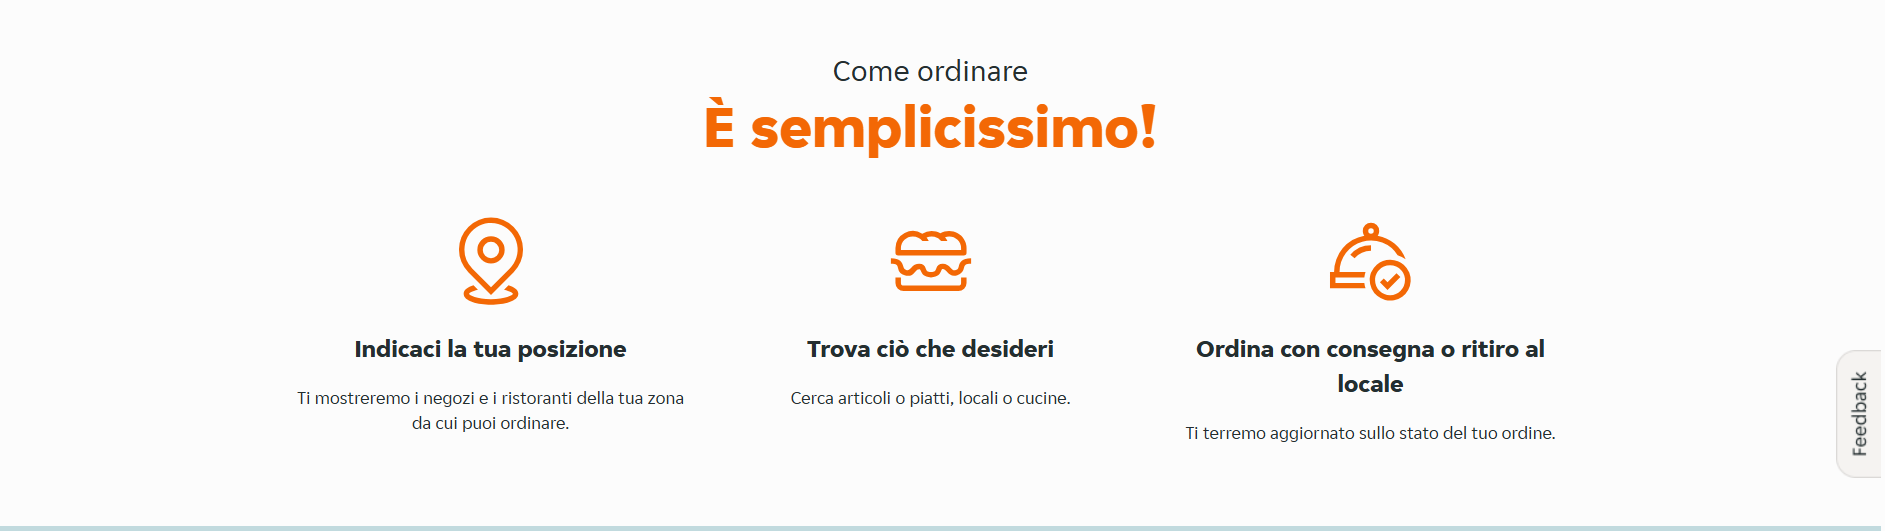 Come ordinare
È semplicissimo!
Indicaci la tua posizione
Ti mostreremo i negozi e i ristoranti della tua zona
da cui puoi ordinare.
Trova ciò che desideri
Cerca articoli o piatti, locali o cucine.
Ordina con consegna o ritiro al
locale
Ti terremo aggiornato sullo stato del tuo ordine.
Feedback